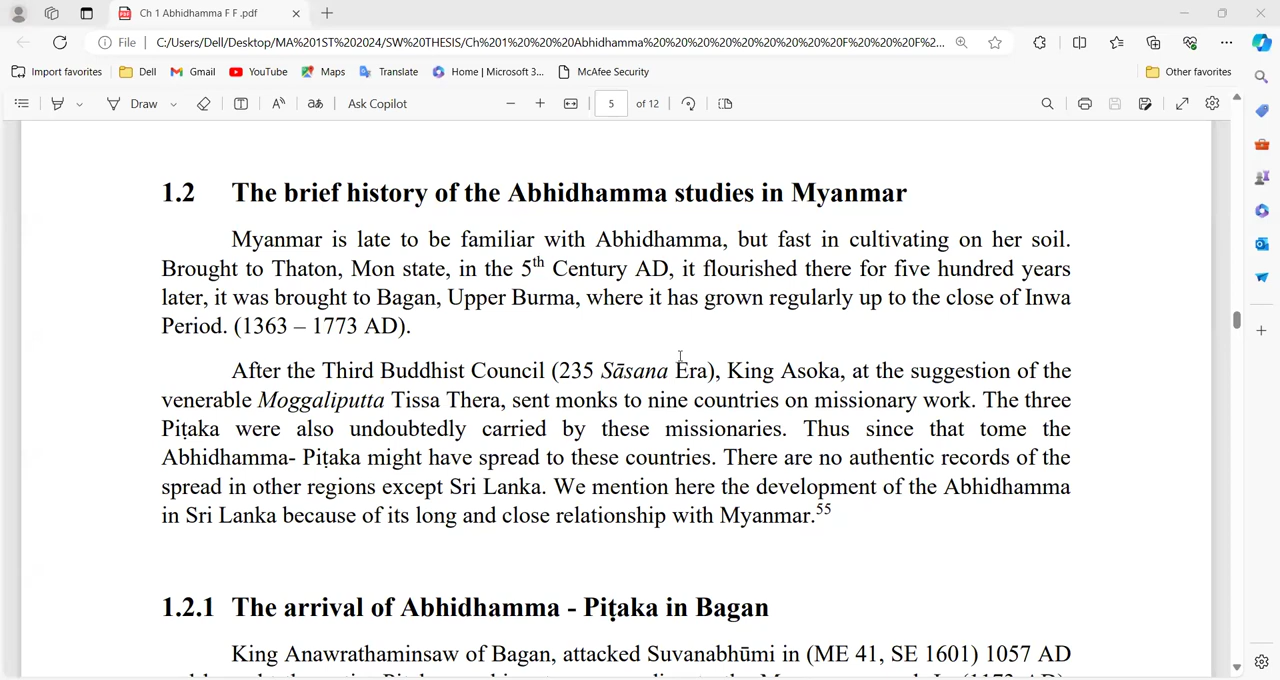 Ch 1 Abhidhamma F F .pdf
File
C:/Users/Dell/Desktop/MA%201ST%202024/SW%20THESIS/Ch%201%20%20%20Abhidhamma%20%20%20%20%20%20%20%20%20F%20%20%20F%2...
Import favorites Dell Gmail YouTube Maps Translate Home | Microsoft 3... McAfee Security Other favorites
Draw aあ Ask Copilot 5 of 12
1.2 The brief history of the Abhidhamma studies in Myanmar
Myanmar is late to be familiar with Abhidhamma, but fast in cultivating on her soil.
Brought to Thaton, Mon state, in the 5th Century AD, it flourished there for five hundred years
later, it was brought to Bagan, Upper Burma, where it has grown regularly up to the close of Inwa
Period. (1363 – 1773 AD).
After the Third Buddhist Council (235 Sāsana Era), King Asoka, at the suggestion of the
venerable Moggaliputta Tissa Thera, sent monks to nine countries on missionary work. The three
Piṭaka were also undoubtedly carried by these missionaries. Thus since that tome the
Abhidhamma- Piṭaka might have spread to these countries. There are no authentic records of the
spread in other regions except Sri Lanka. We mention here the development of the Abhidhamma
in Sri Lanka because of its long and close relationship with Myanmar.55
1.2.1 The arrival of Abhidhamma - Piṭaka in Bagan
King Anawrathaminsaw of Bagan, attacked Suvanabhūmi in (ME 41, SE 1601) 1057 AD